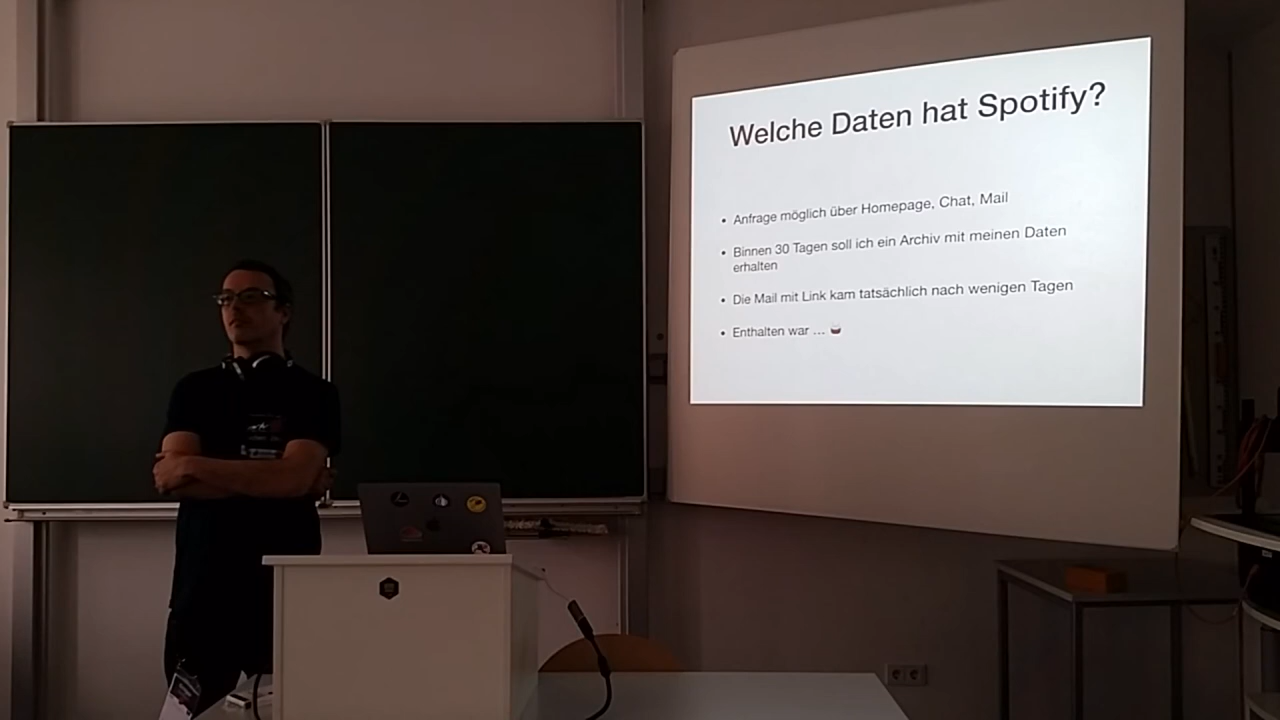 Welche Daten hat Spotify?
• Anfrage möglich über Homepage, Chat, Mail
• Binnen 30 Tagen soll ich ein Archiv mit meinen Daten
erhalten
• Die Mail mit Link kam tatsächlich nach wenigen Tagen
• Enthalten war … 🥁